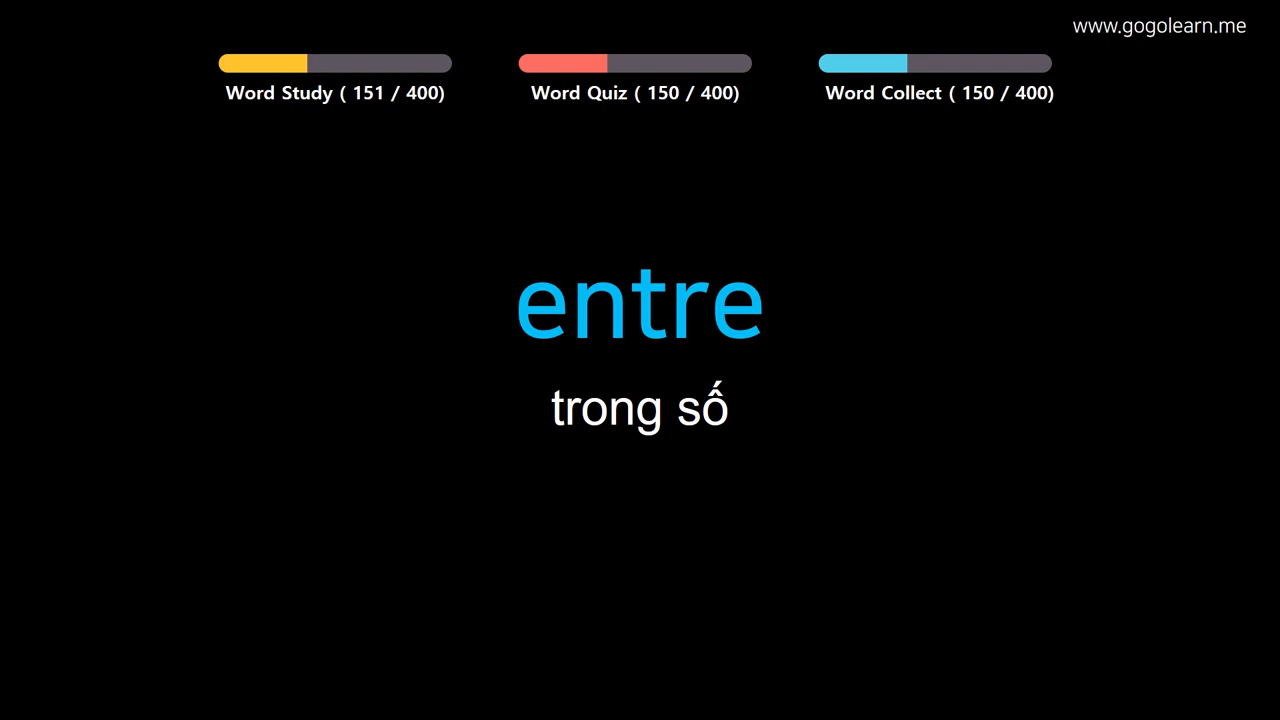 www.gogolearn.me
Word Study ( 151 / 400)
Word Quiz ( 150 / 400)
Word Collect ( 150 / 400)
entre
trong số